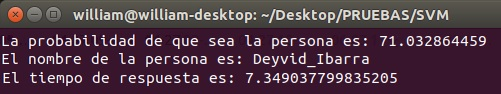 william@william-desktop: ~/Desktop/PRUEBAS/SVM
La probabilidad de que sea la persona es: 71.032864459
El nombre de la persona es: Deyvid_Ibarra
El tiempo de respuesta es: 7.349037799835205